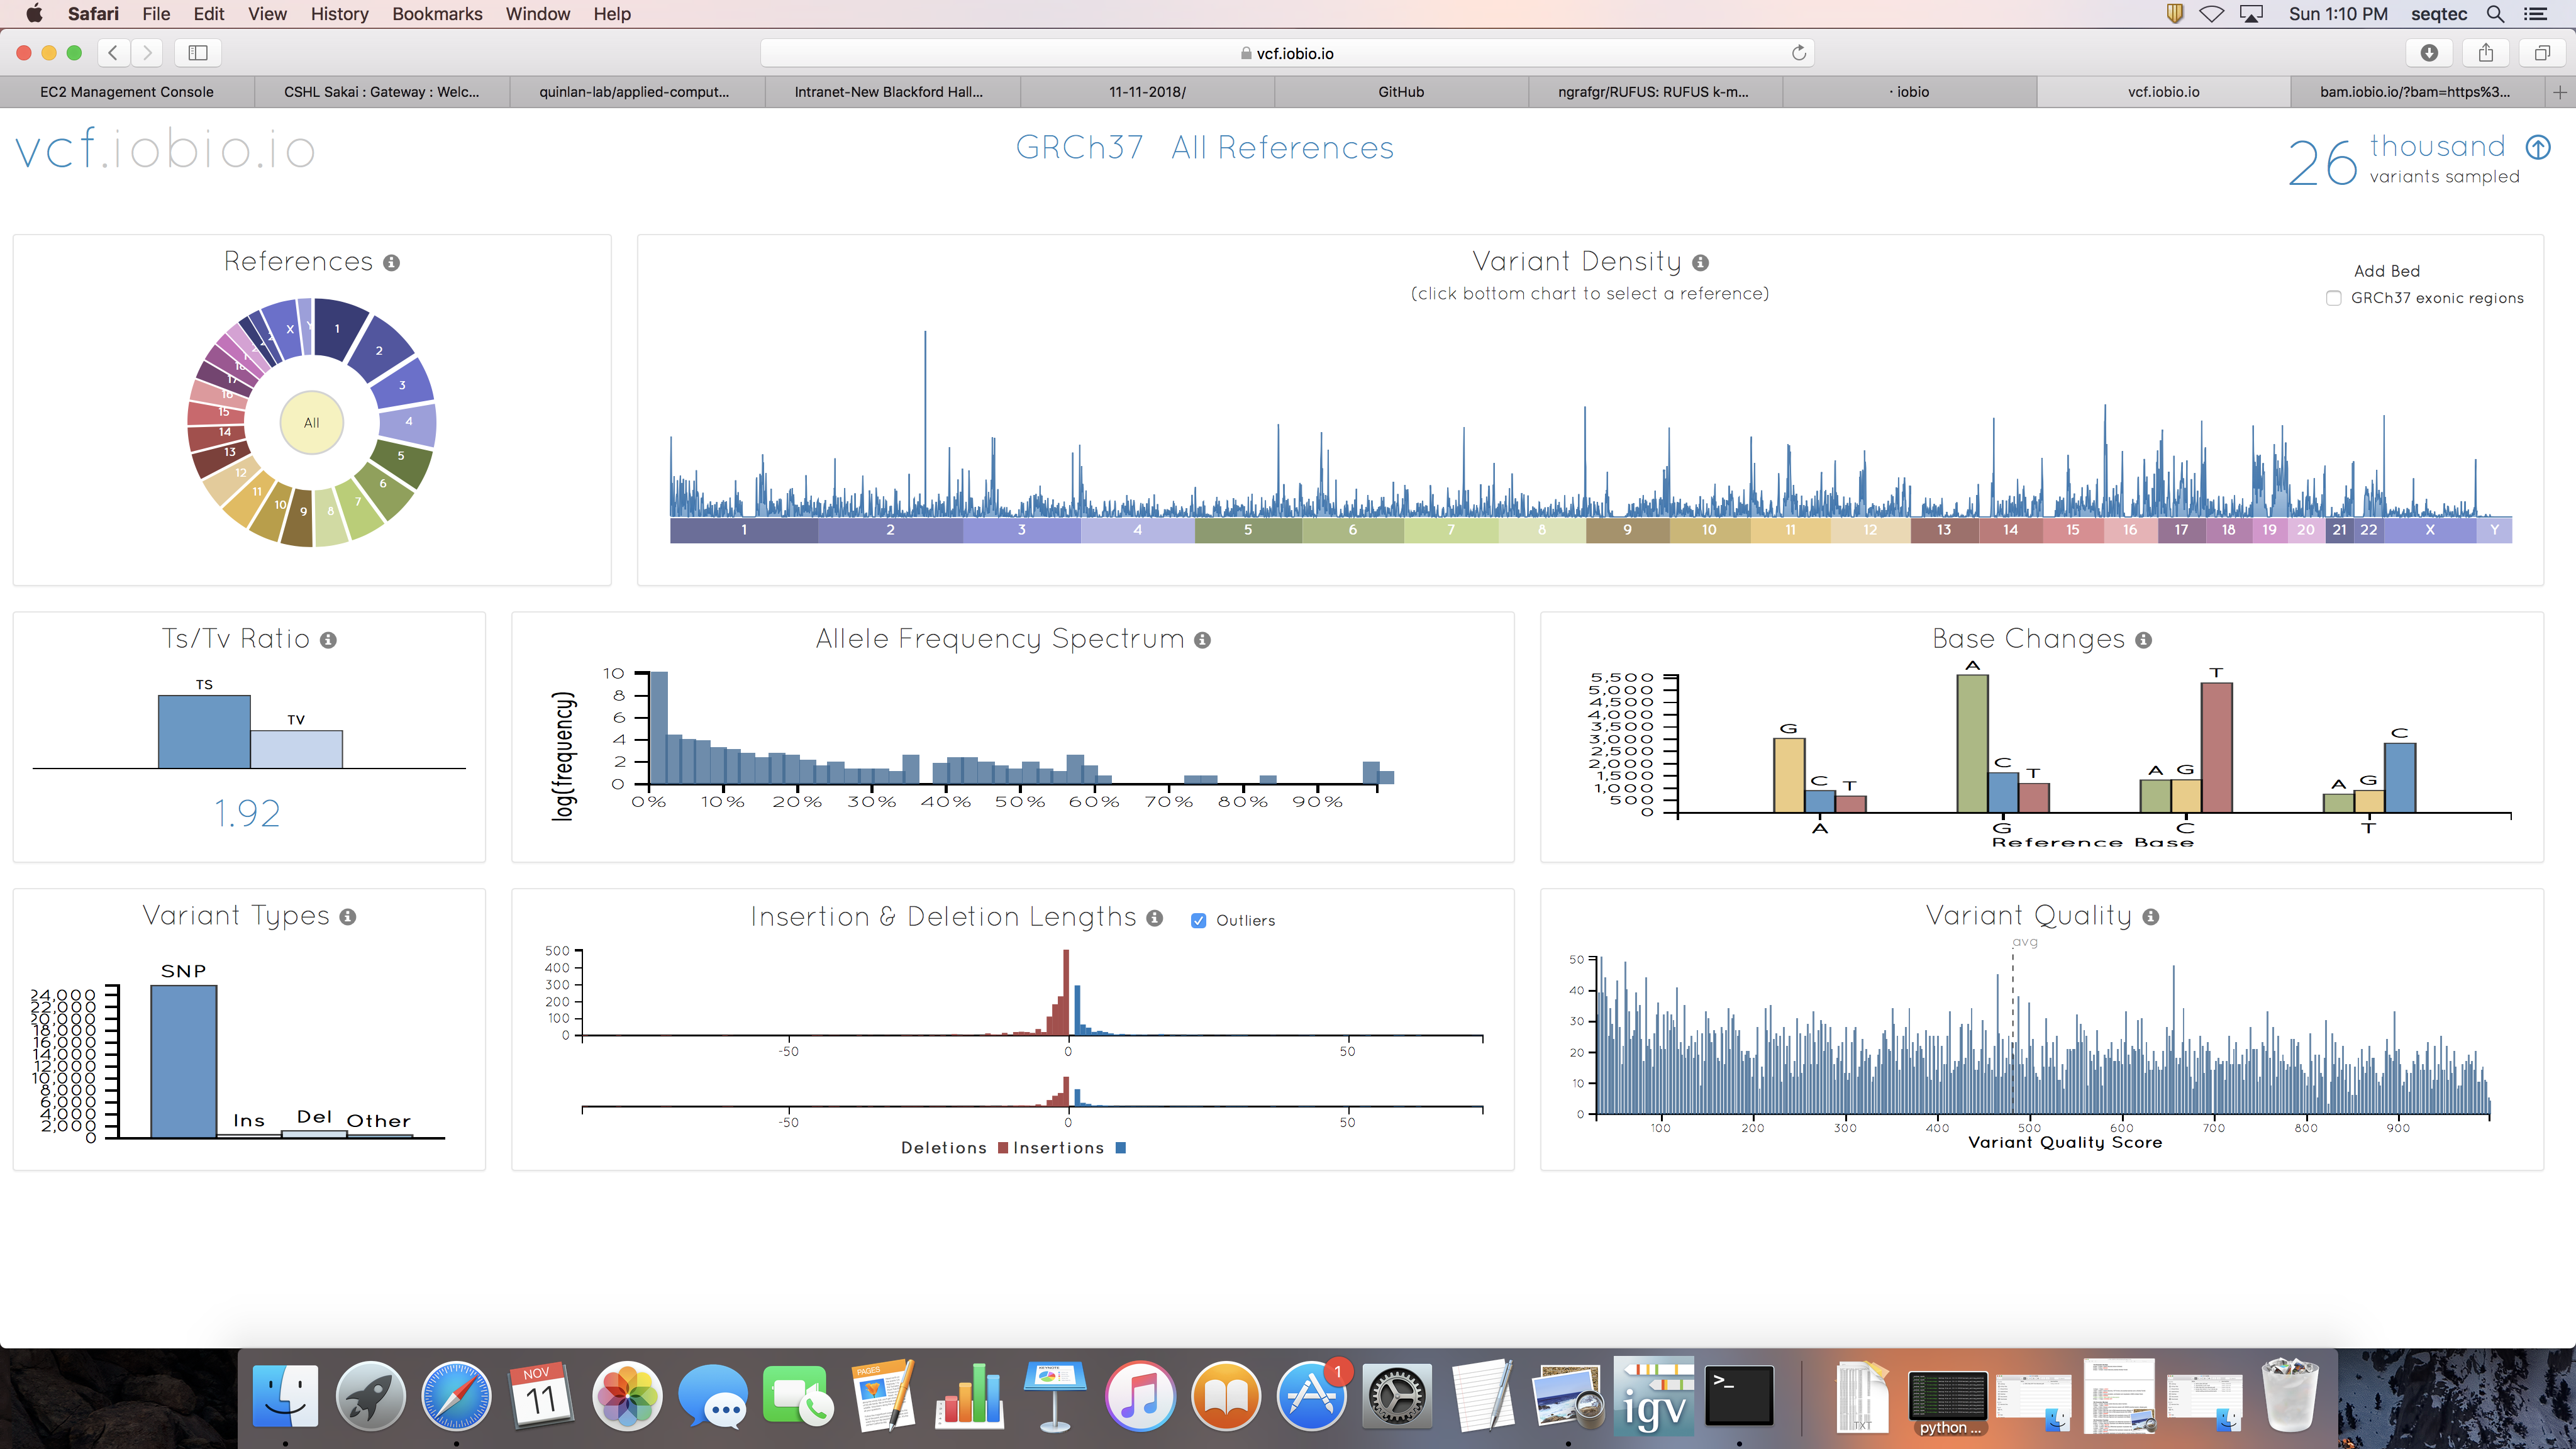 Safari File Edit View History Bookmarks Window Help Sun 1:10 PM seqtec
vcf.iobio.io
EC2 Management Console CSHL Sakai : Gateway : Welc... quinlan-lab/applied-comput... Intranet-New Blackford Hall... 11-11-2018/ GitHub ngrafgr/RUFUS: RUFUS k-m... · iobio vcf.iobio.io bam.iobio.io/?bam=https%3...
vcf.iobio.io GRCh37 All References 26 thousand
variants sampled
References
1
2
3
4
5
6
7
8
9
10
11
12
13
14
15
16
17
X
All
Variant Density
(click bottom chart to select a reference)
Add Bed
GRCh37 exonic regions
1 2 3 4 5 6 7 8 9 10 11 12 13 14 15 16 17 18 19 20 21 22 X Y
Ts/Tv Ratio
TS
TV
1.92
Allele Frequency Spectrum
log(frequency)
10
8
6
4
2
0
0% 10% 20% 30% 40% 50% 60% 70% 80% 90%
Base Changes
5,500
5,000
4,500
4,000
3,500
3,000
2,500
2,000
1,500
1,000
500
0
G C T A C T A G T A G C
A G C T
Reference Base
Variant Types
24,000
22,000
20,000
18,000
16,000
14,000
12,000
10,000
8,000
6,000
4,000
2,000
0
SNP Ins Del Other
Insertion & Deletion Lengths Outliers
500
400
300
200
100
0
-50 0 50
-50 0 50
Deletions Insertions
Variant Quality
avg
50
40
30
20
10
0
100 200 300 400 500 600 700 800 900
Variant Quality Score
NOV
11
PAGES
KEYNOTE
1
igv
>_
TXT
python ...